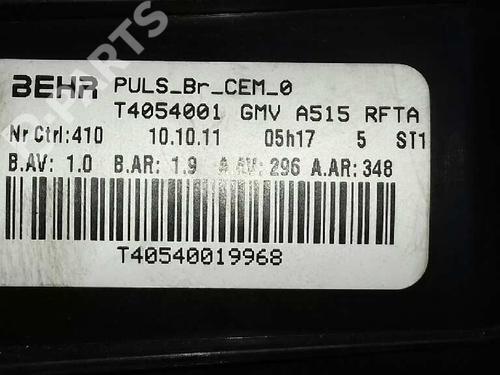 BEHR PULS_Br_CEM_0
T4054001 GMV A515 RFTA
Nr Ctrl:410 10.10.11 05h17 5 ST1
B.AV: 1.0 B.AR: 1.9 A.AV:296 A.AR:348
T40540019968
B-PARTS